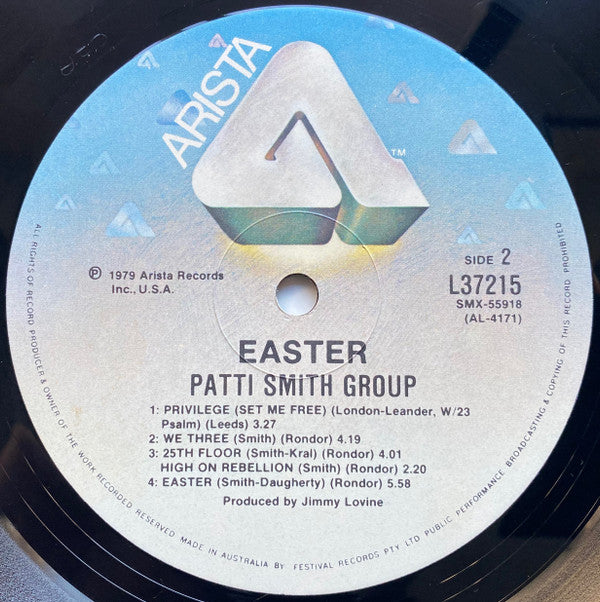 ARISTA
TM
℗ 1979 Arista Records
Inc., U.S.A.
SIDE 2
L37215
SMX-55918
(AL-4171)
EASTER
PATTI SMITH GROUP
1: PRIVILEGE (SET ME FREE) (London-Leander, W/23
Psalm) (Leeds) 3.27
2: WE THREE (Smith) (Rondor) 4.19
3: 25TH FLOOR (Smith-Kral) (Rondor) 4.01
HIGH ON REBELLION (Smith) (Rondor) 2.20
4: EASTER (Smith-Daugherty) (Rondor) 5.58
Produced by Jimmy Lovine
ALL RIGHTS OF RECORD PRODUCER & OWNER OF THE WORK RECORDED RESERVED MADE IN AUSTRALIA BY FESTIVAL RECORDS PTY LTD PUBLIC PERFORMANCE BROADCASTING & COPYING OF THIS RECORD PROHIBITED